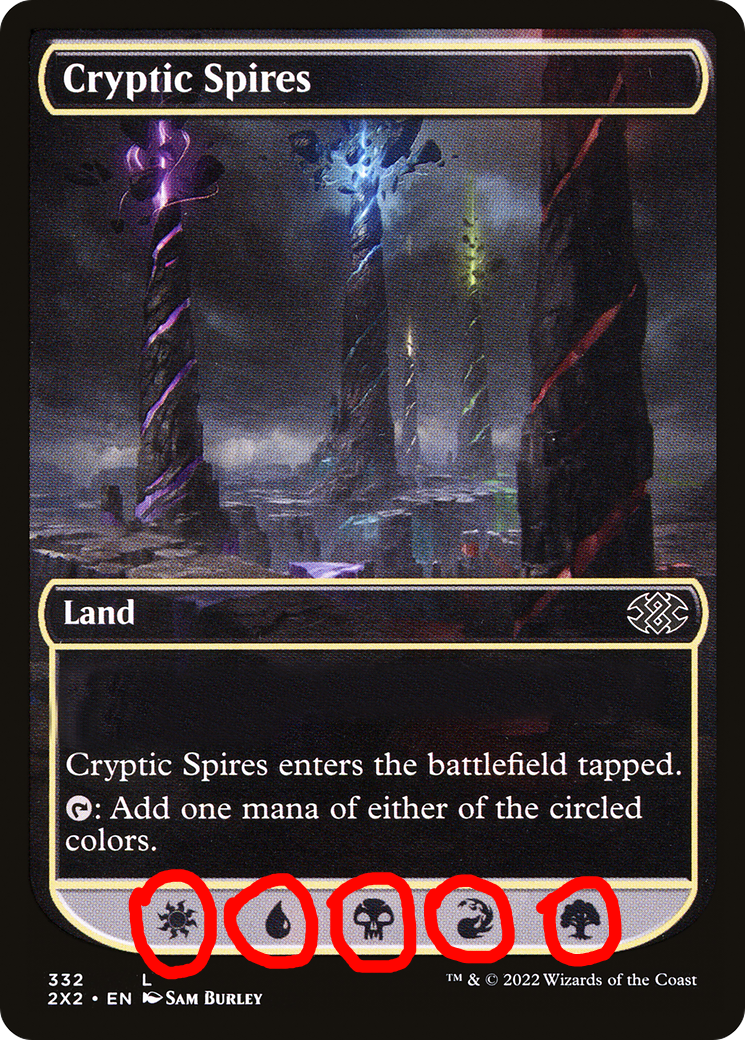 Cryptic Spires
Land
Cryptic Spires enters the battlefield tapped.
: Add one mana of either of the circled
colors.
332 L
2X2 • EN SAM BURLEY
™ & © 2022 Wizards of the Coast